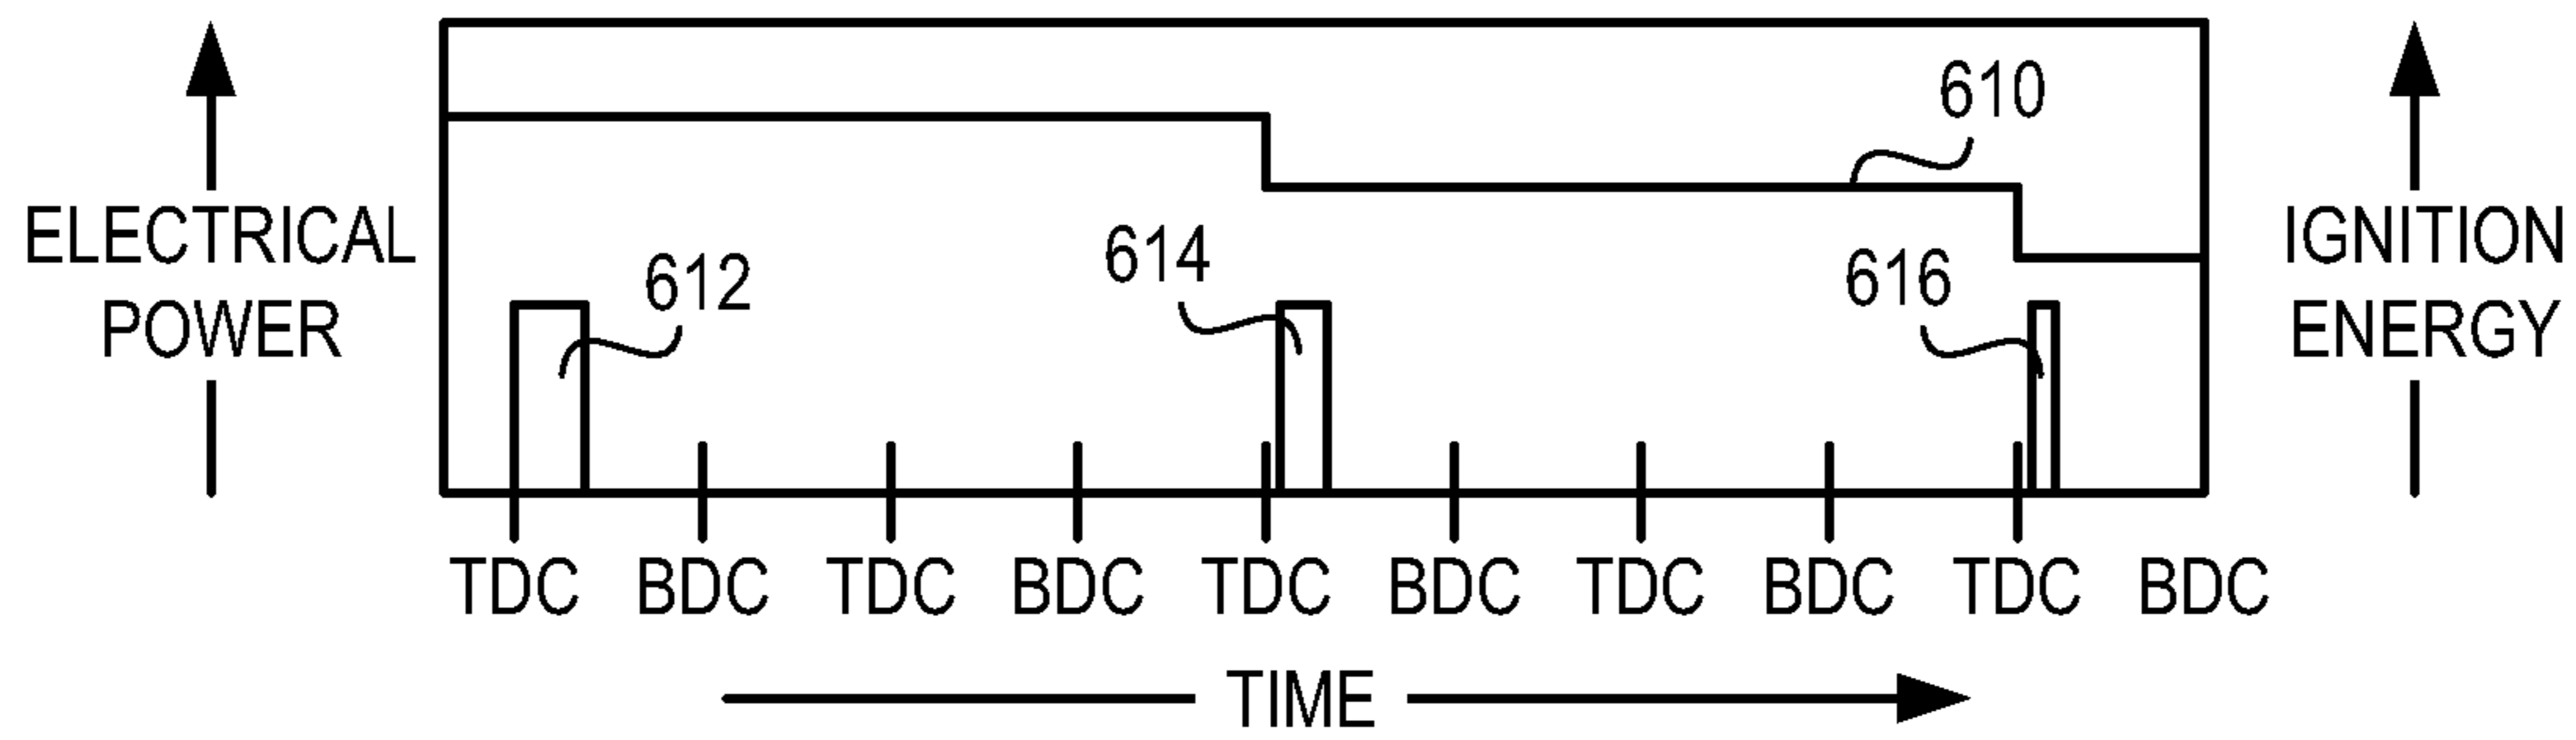 610
ELECTRICAL
POWER
612
614
616
IGNITION
ENERGY
TDC BDC TDC BDC TDC BDC TDC BDC TDC BDC
TIME